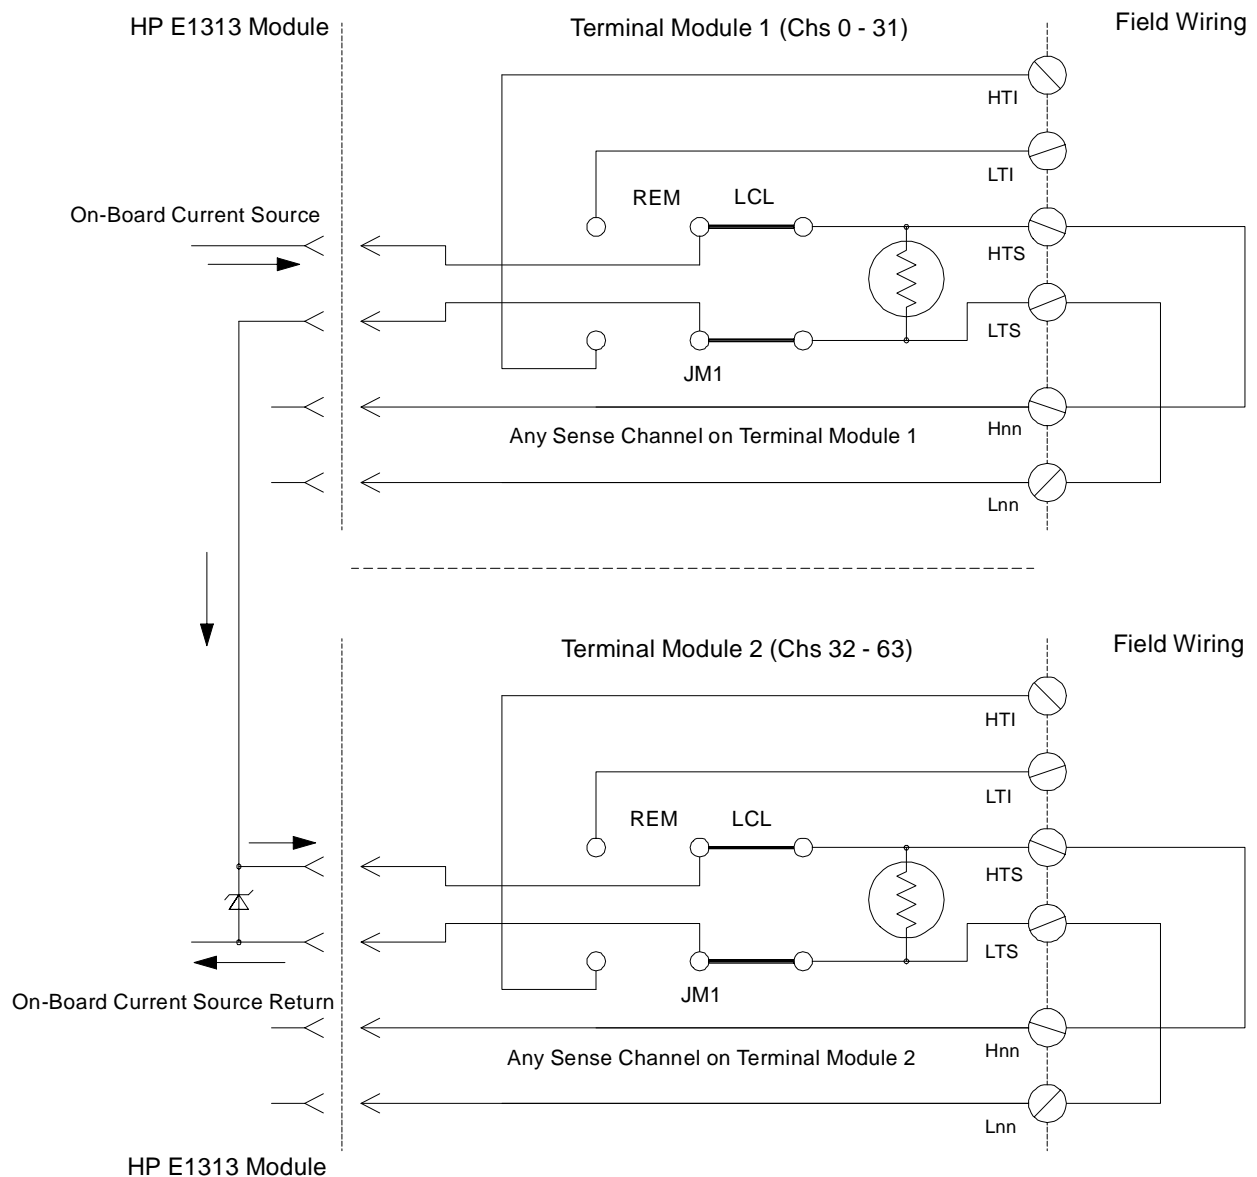 HP E1313 Module
Terminal Module 1 (Chs 0 - 31)
Field Wiring
HTI
LTI
REM
LCL
On-Board Current Source
HTS
LTS
JM1
Hnn
Any Sense Channel on Terminal Module 1
Lnn
Terminal Module 2 (Chs 32 - 63)
Field Wiring
HTI
LTI
REM
LCL
HTS
LTS
JM1
On-Board Current Source Return
Hnn
Any Sense Channel on Terminal Module 2
Lnn
HP E1313 Module